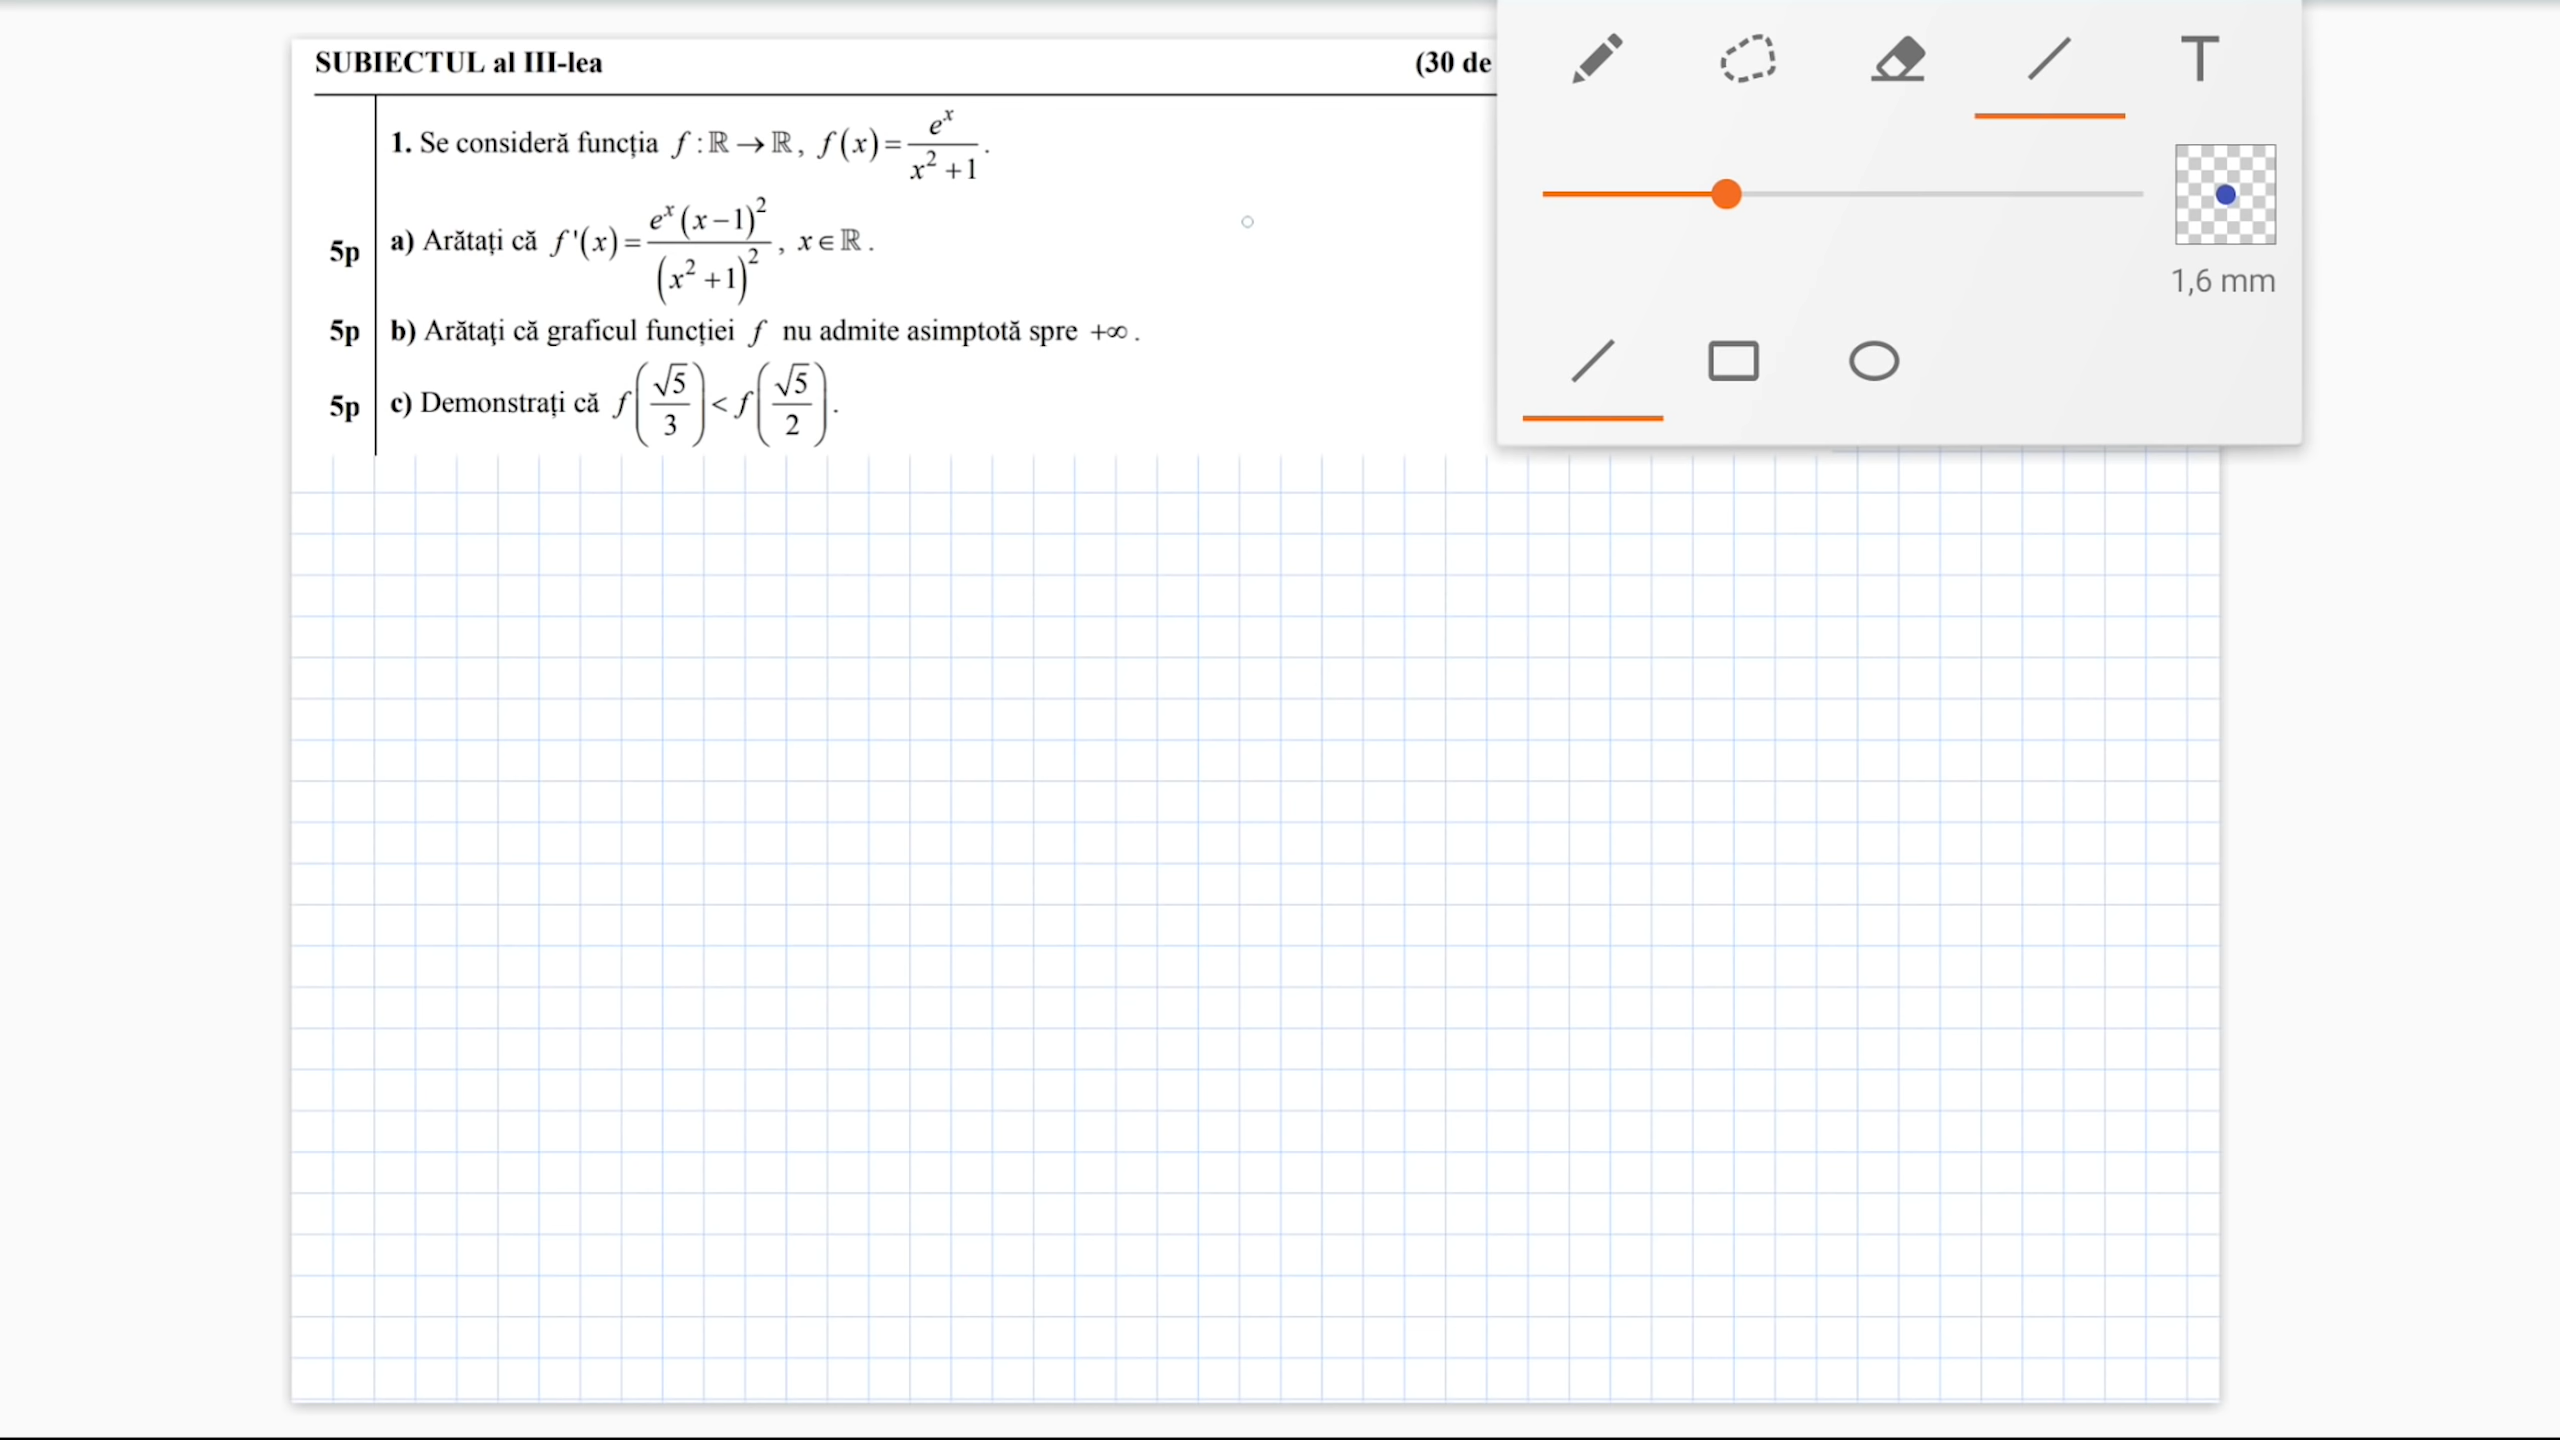 SUBIECTUL al III-lea (30 de
1. Se consideră funcția f : ℝ → ℝ, f(x) = e^x / (x^2 + 1).
5p a) Arătați că f '(x) = e^x (x − 1)^2 / (x^2 + 1)^2, x ∈ ℝ.
5p b) Arătați că graficul funcției f nu admite asimptotă spre +∞.
5p c) Demonstrați că f(√5/3) < f(√5/2).
T
1,6 mm